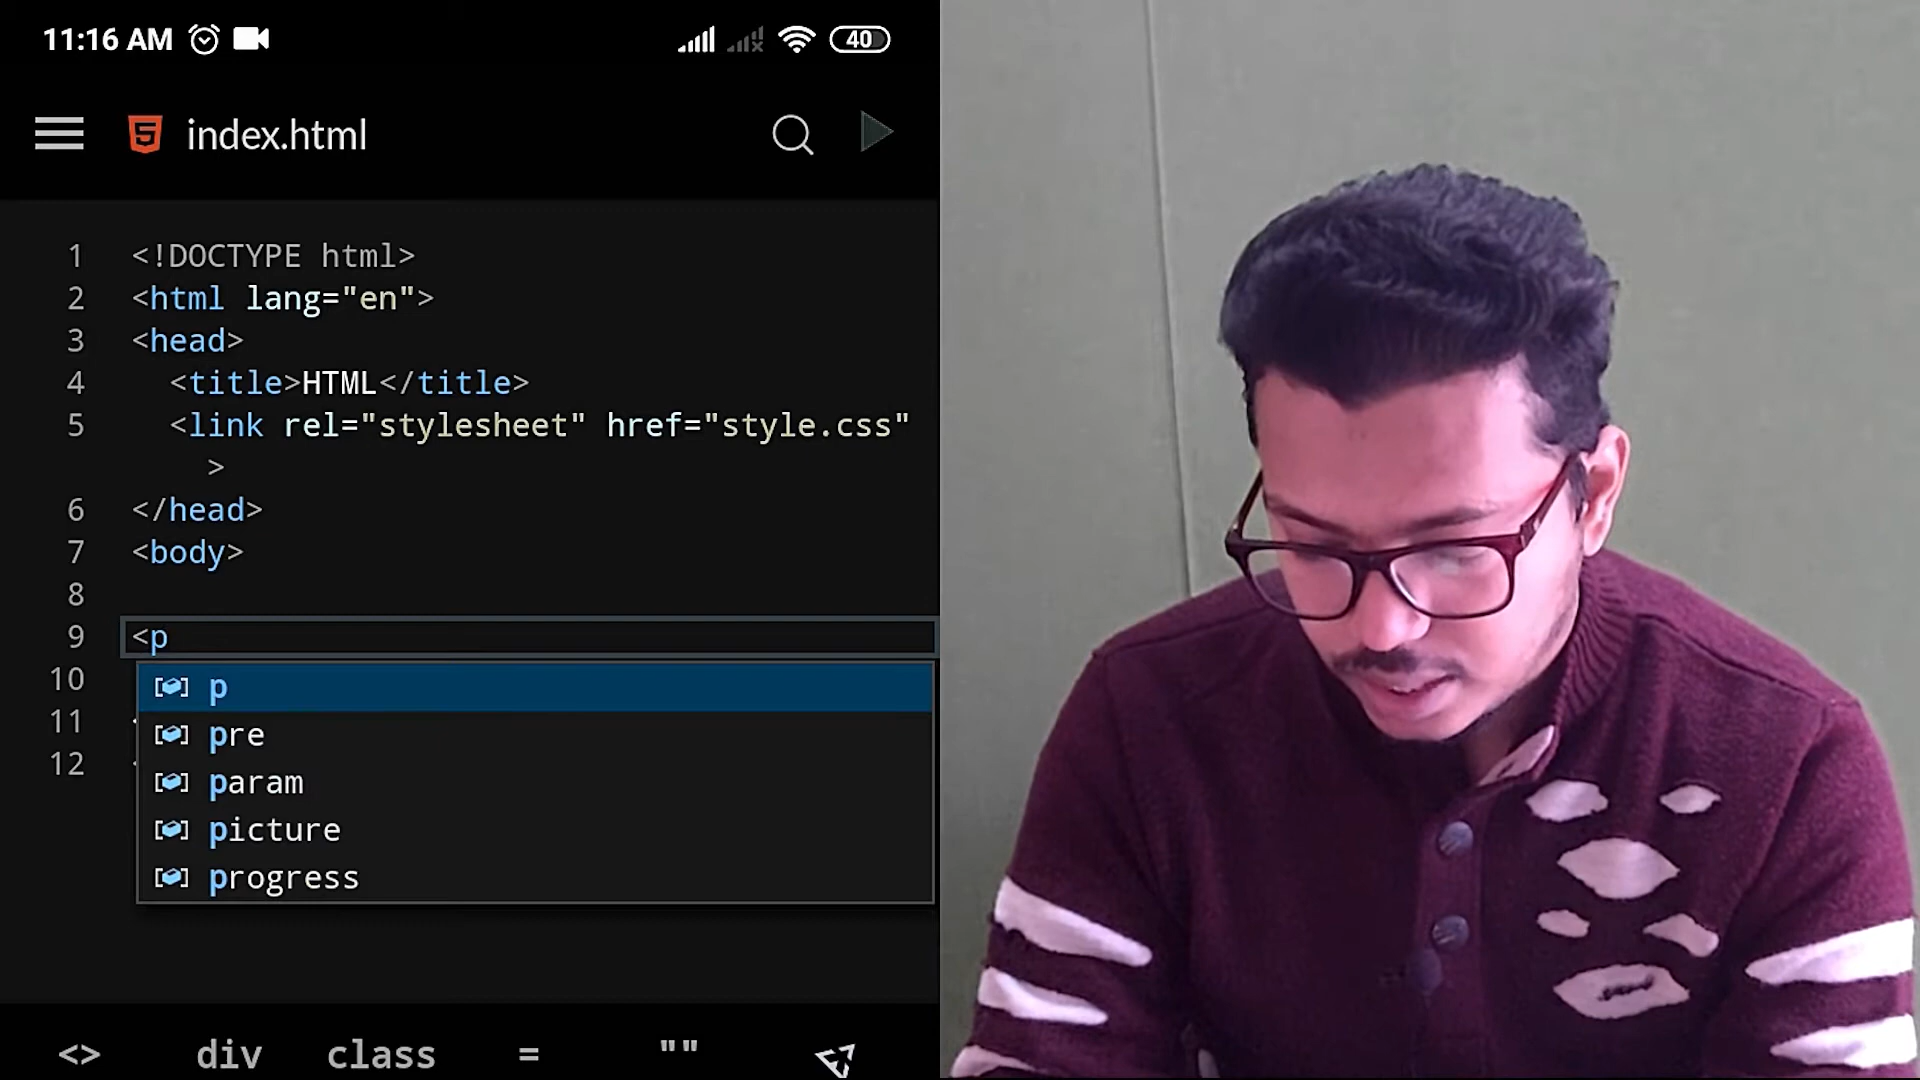 11:16 AM 40
index.html
1 <!DOCTYPE html>
2 <html lang="en">
3 <head>
4 <title>HTML</title>
5 <link rel="stylesheet" href="style.css"
>
6 </head>
7 <body>
8
9 <p
10
11
12
p
pre
param
picture
progress
<> div class = ""